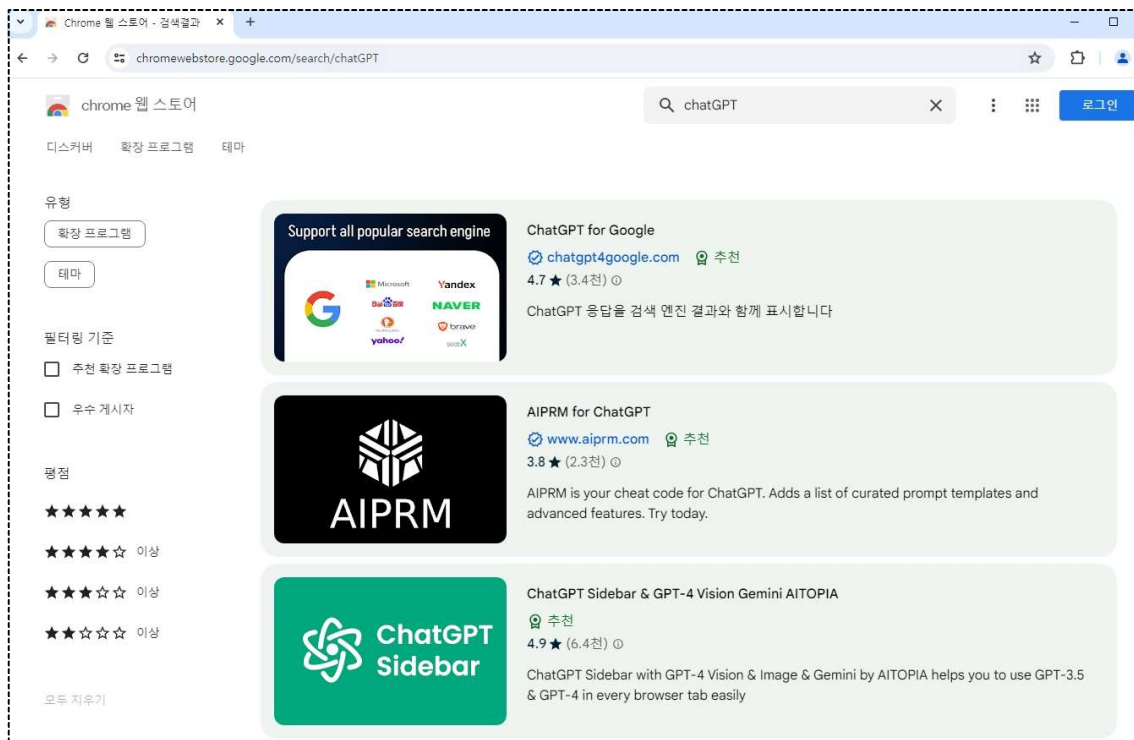 Chrome 웹 스토어 - 검색결과
chromewebstore.google.com/search/chatGPT
chrome 웹 스토어
chatGPT
로그인
디스커버 확장 프로그램 테마
유형
확장 프로그램
테마
필터링 기준
추천 확장 프로그램
우수 게시자
평점
★★★★★
★★★★☆ 이상
★★★☆☆ 이상
★★☆☆☆ 이상
모두 지우기
Support all popular search engine
Microsoft Yandex
Bai NAVER
brave
yahoo! searX
ChatGPT for Google
chatgpt4google.com 추천
4.7 ★ (3.4천)
ChatGPT 응답을 검색 엔진 결과와 함께 표시합니다
AIPRM
AIPRM for ChatGPT
www.aiprm.com 추천
3.8 ★ (2.3천)
AIPRM is your cheat code for ChatGPT. Adds a list of curated prompt templates and
advanced features. Try today.
ChatGPT
Sidebar
ChatGPT Sidebar & GPT-4 Vision Gemini AITOPIA
추천
4.9 ★ (6.4천)
ChatGPT Sidebar with GPT-4 Vision & Image & Gemini by AITOPIA helps you to use GPT-3.5
& GPT-4 in every browser tab easily